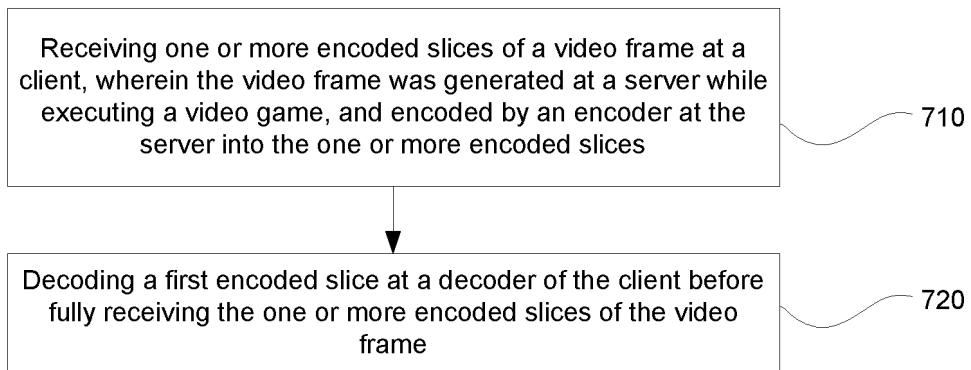 Receiving one or more encoded slices of a video frame at a
client, wherein the video frame was generated at a server while
executing a video game, and encoded by an encoder at the
server into the one or more encoded slices
710
Decoding a first encoded slice at a decoder of the client before
fully receiving the one or more encoded slices of the video
frame
720